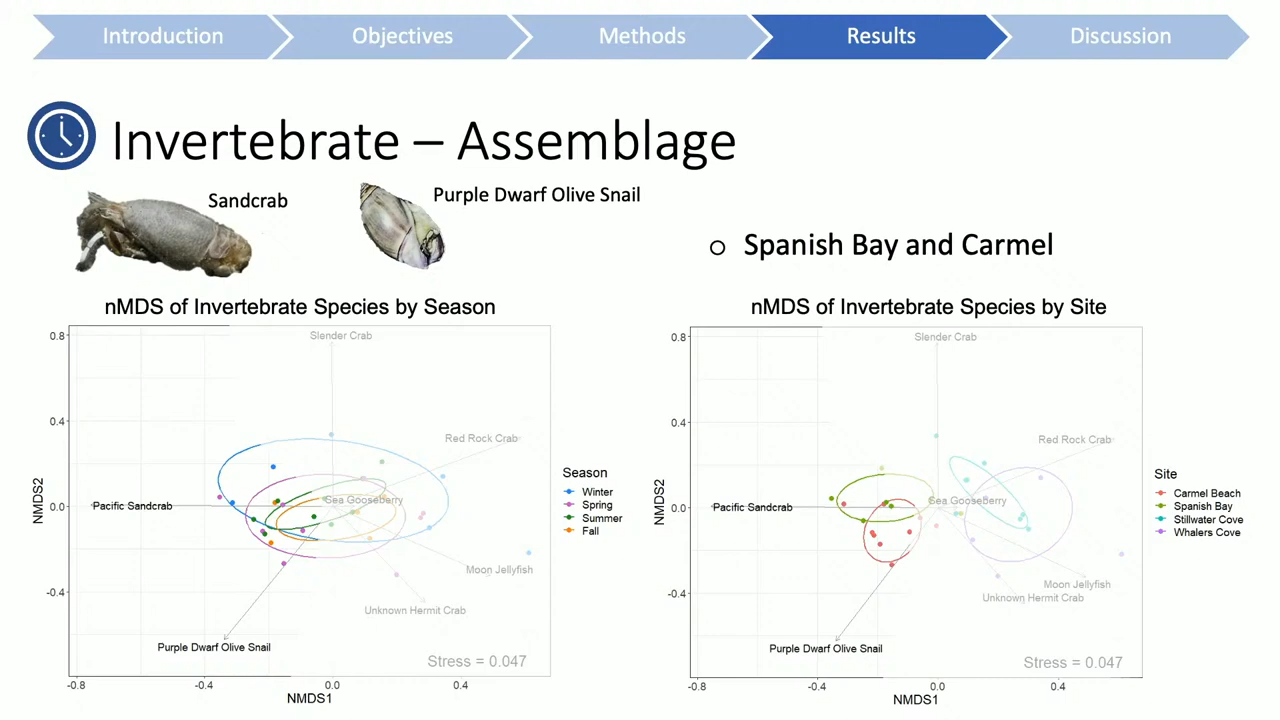 Introduction
Objectives
Methods
Results
Discussion
Invertebrate – Assemblage
Sandcrab
Purple Dwarf Olive Snail
Spanish Bay and Carmel
nMDS of Invertebrate Species by Season
0.8
0.4
0.0
-0.4
NMDS2
Slender Crab
Red Rock Crab
Sea Gooseberry
Pacific Sandcrab
Moon Jellyfish
Unknown Hermit Crab
Purple Dwarf Olive Snail
Stress = 0.047
-0.8
-0.4
0.0
0.4
NMDS1
Season
Winter
Spring
Summer
Fall
nMDS of Invertebrate Species by Site
0.8
0.4
0.0
-0.4
NMDS2
Slender Crab
Red Rock Crab
Sea Gooseberry
Pacific Sandcrab
Moon Jellyfish
Unknown Hermit Crab
Purple Dwarf Olive Snail
Stress = 0.047
-0.8
-0.4
0.0
0.4
NMDS1
Site
Carmel Beach
Spanish Bay
Stillwater Cove
Whalers Cove